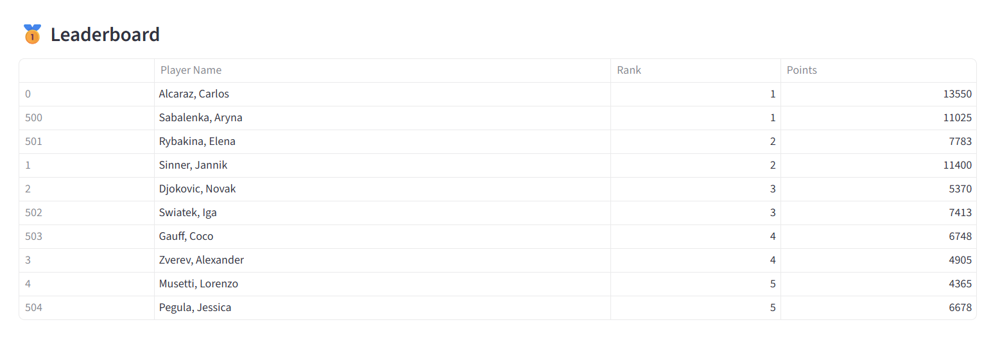 1 Leaderboard
Player Name Rank Points
0 Alcaraz, Carlos 1 13550
500 Sabalenka, Aryna 1 11025
501 Rybakina, Elena 2 7783
1 Sinner, Jannik 2 11400
2 Djokovic, Novak 3 5370
502 Swiatek, Iga 3 7413
503 Gauff, Coco 4 6748
3 Zverev, Alexander 4 4905
4 Musetti, Lorenzo 5 4365
504 Pegula, Jessica 5 6678